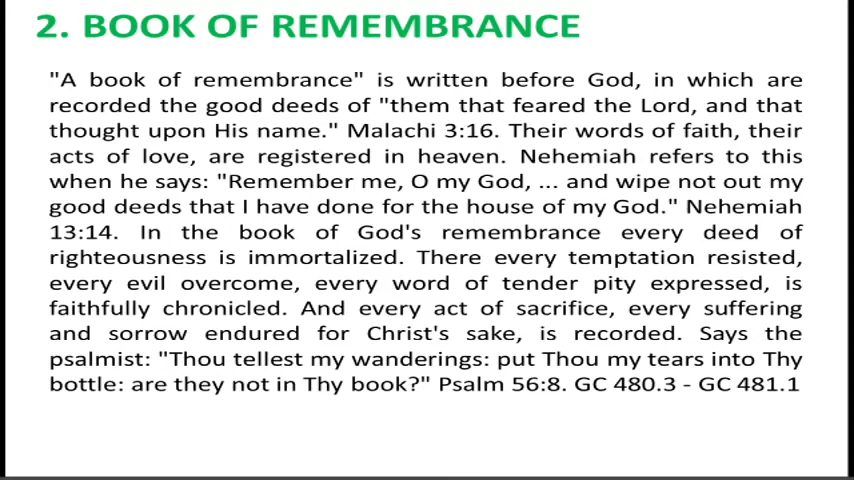 2. BOOK OF REMEMBRANCE
"A book of remembrance" is written before God, in which are
recorded the good deeds of "them that feared the Lord, and that
thought upon His name." Malachi 3:16. Their words of faith, their
acts of love, are registered in heaven. Nehemiah refers to this
when he says: "Remember me, O my God, ... and wipe not out my
good deeds that I have done for the house of my God." Nehemiah
13:14. In the book of God's remembrance every deed of
righteousness is immortalized. There every temptation resisted,
every evil overcome, every word of tender pity expressed, is
faithfully chronicled. And every act of sacrifice, every suffering
and sorrow endured for Christ's sake, is recorded. Says the
psalmist: "Thou tellest my wanderings: put Thou my tears into Thy
bottle: are they not in Thy book?" Psalm 56:8. GC 480.3 - GC 481.1